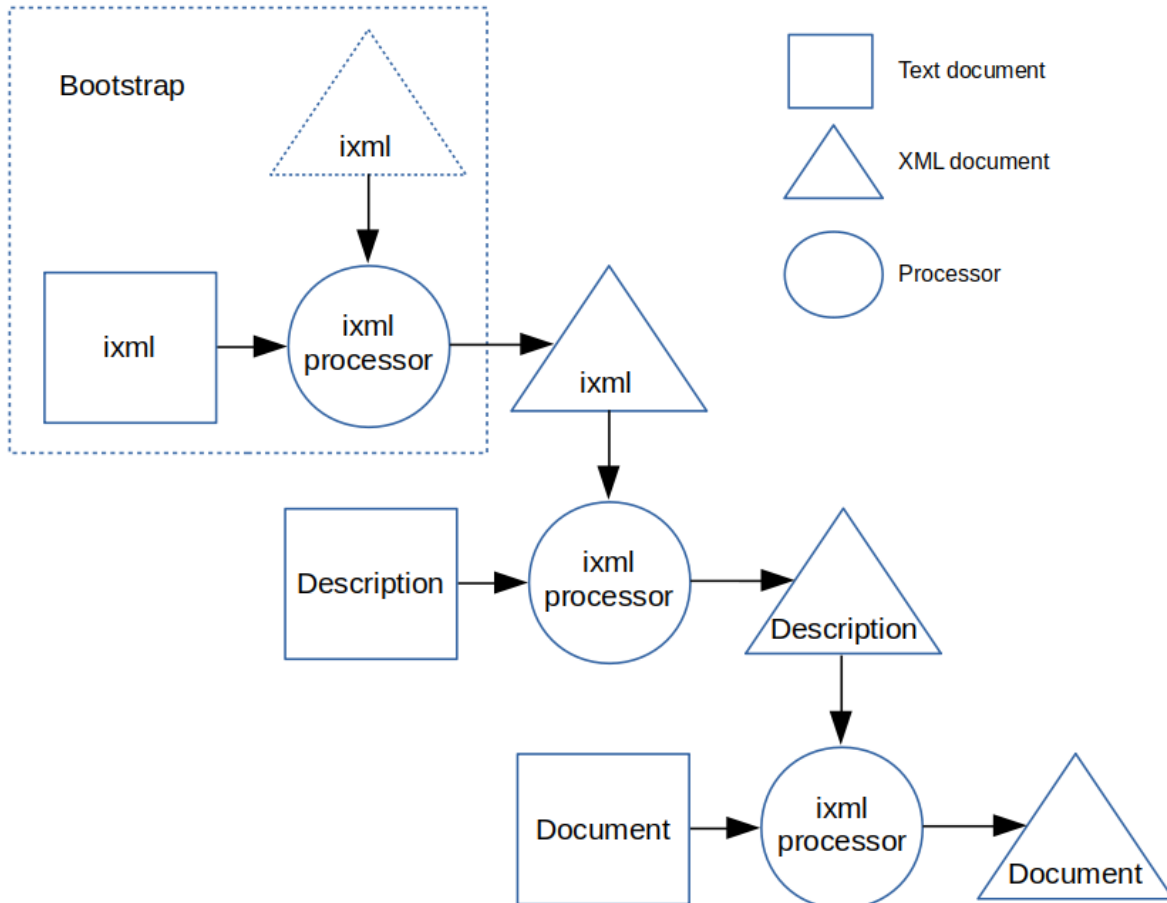 Bootstrap
ixml
ixml
ixml
processor
ixml
Text document
XML document
Processor
Description
ixml
processor
Description
Document
ixml
processor
Document